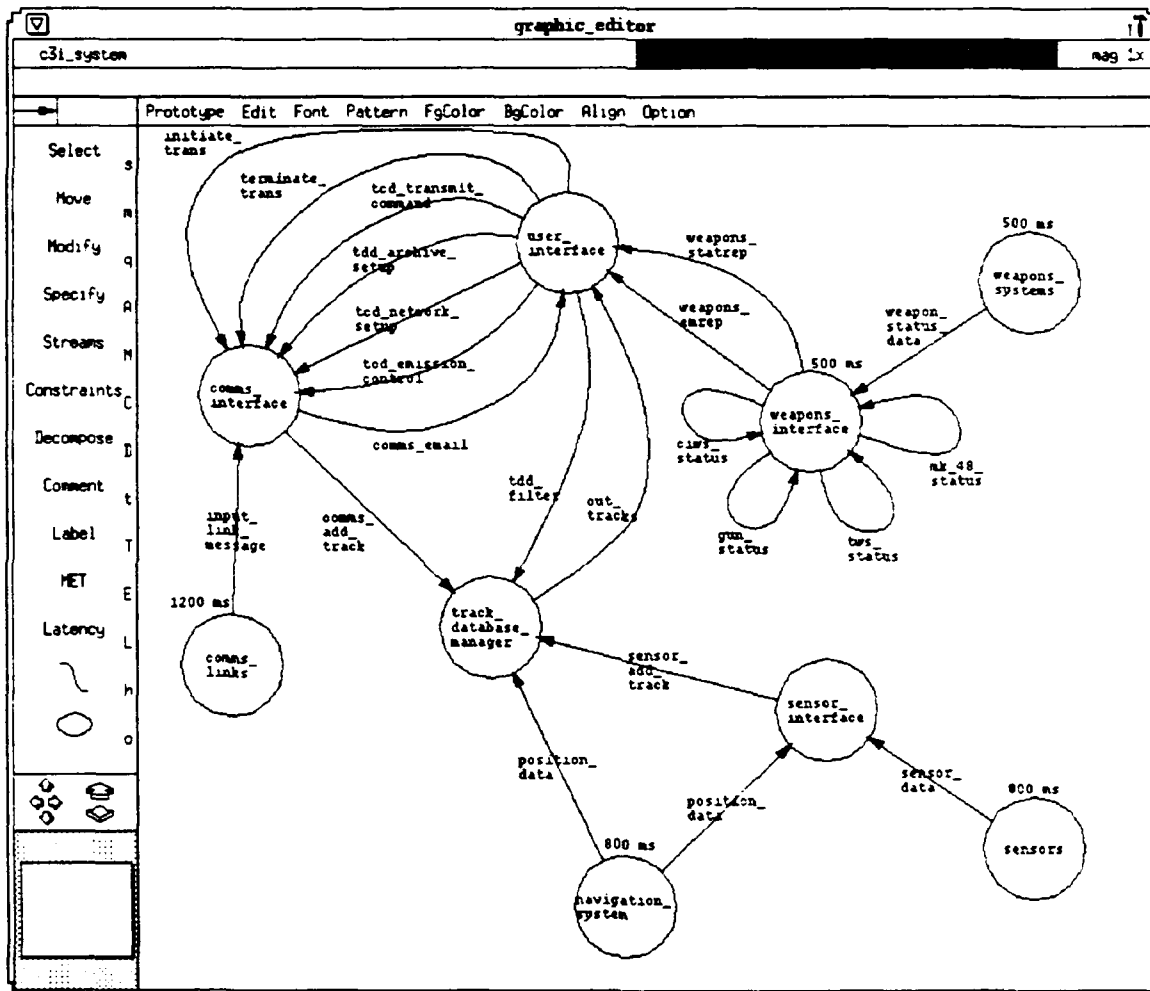 graphic_editor
c3i_system
mag 1x
Prototype Edit Font Pattern FgColor BgColor Align Option
Select s
Move m
Modify q
Specify A
Streams M
Constraints C
Decompose D
Comment t
Label T
MET E
Latency L
h
o
initiate_
trans
terminate_
trans
tcd_transmit_
command
tdd_archive_
setup
tcd_network_
setup
tcd_emission_
control
comms_email
user_
interface
weapons_
statrep
weapons_
emrep
500 ms
weapons_
systems
weapon_
status_
data
500 ms
weapons_
interface
ciws_
status
gun_
status
tws_
status
mk_48_
status
comms_
interface
input_
link_
message
comms_
add_
track
tdd_
filter
out_
tracks
1200 ms
comms_
links
track_
database_
manager
sensor_
add_
track
sensor_
interface
position_
data
position_
data
sensor_
data
800 ms
sensors
800 ms
navigation_
system